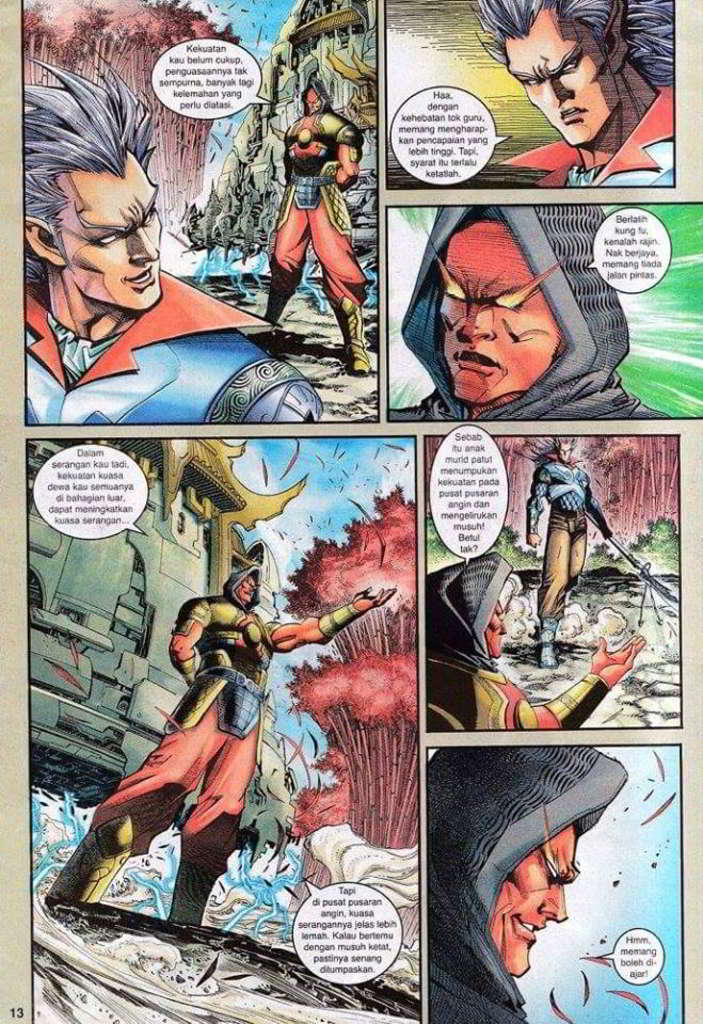 Kekuatan
kau belum cukup,
penguasaannya tak
sempurna, banyak lagi
kelemahan yang
perlu diatasi.
Haa,
dengan
kehebatan tok guru,
memang mengharap-
kan pencapaian yang
lebih tinggi. Tapi,
syarat itu terlalu
ketatlah.
Berlatih
kung fu,
kenalah rajin.
Nak berjaya,
memang tiada
jalan pintas.
Dalam
serangan kau tadi,
kekuatan kuasa
dewa kau semuanya
di bahagian luar,
dapat meningkatkan
kuasa serangan...
Tapi
di pusat pusaran
angin, kuasa
serangannya jelas lebih
lemah. Kalau bertemu
dengan musuh ketat,
pastinya senang
ditumpaskan.
Sebab
itu anak
murid patut
menumpukan
kekuatan pada
pusat pusaran
angin dan
mengelirukan
musuh!
Betul
tak?
Hmm,
memang
boleh di-
ajar!
13